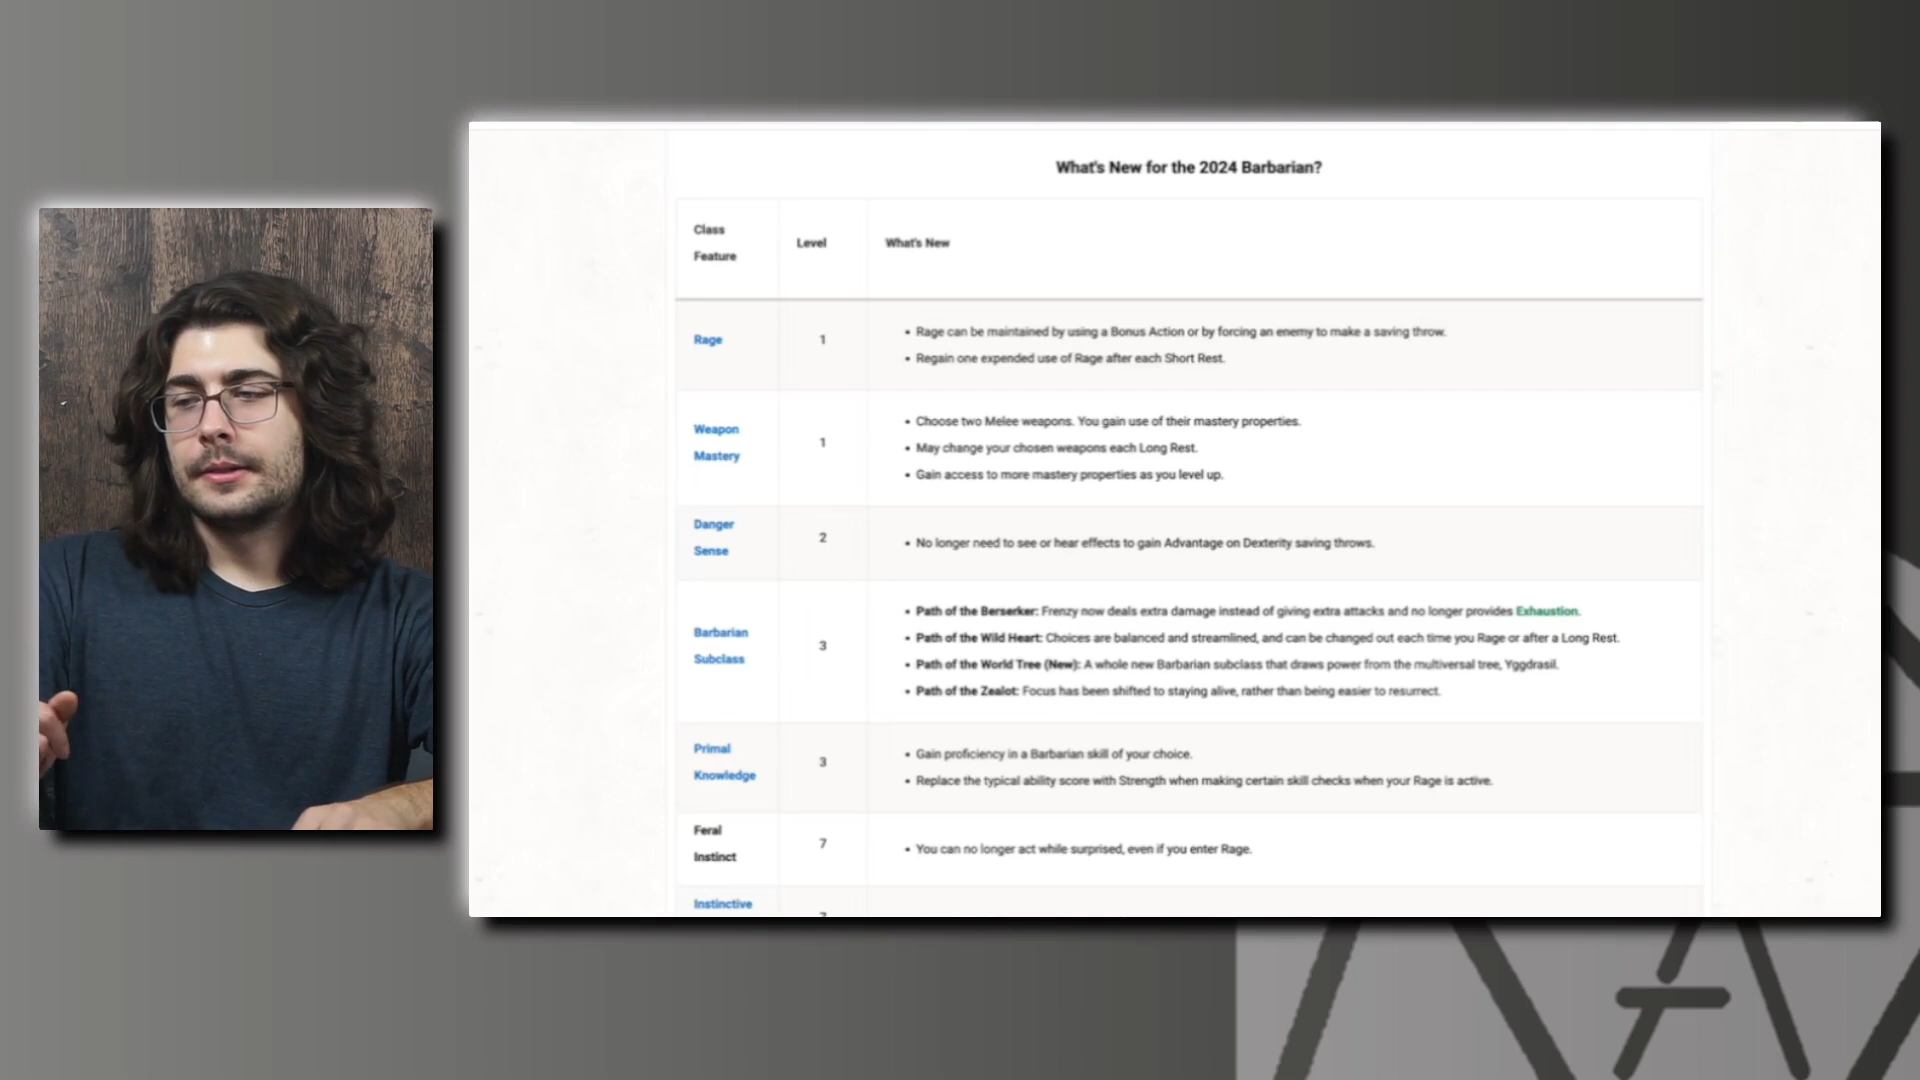 What's New for the 2024 Barbarian?
Class
Feature
Level
What's New
Rage
1
• Rage can be maintained by using a Bonus Action or by forcing an enemy to make a saving throw.
• Regain one expended use of Rage after each Short Rest.
Weapon
Mastery
1
• Choose two Melee weapons. You gain use of their mastery properties.
• May change your chosen weapons each Long Rest.
• Gain access to more mastery properties as you level up.
Danger
Sense
2
• No longer need to see or hear effects to gain Advantage on Dexterity saving throws.
Barbarian
Subclass
3
• Path of the Berserker: Frenzy now deals extra damage instead of giving extra attacks and no longer provides Exhaustion.
• Path of the Wild Heart: Choices are balanced and streamlined, and can be changed out each time you Rage or after a Long Rest.
• Path of the World Tree (New): A whole new Barbarian subclass that draws power from the multiversal tree, Yggdrasil.
• Path of the Zealot: Focus has been shifted to staying alive, rather than being easier to resurrect.
Primal
Knowledge
3
• Gain proficiency in a Barbarian skill of your choice.
• Replace the typical ability score with Strength when making certain skill checks when your Rage is active.
Feral
Instinct
7
• You can no longer act while surprised, even if you enter Rage.
Instinctive